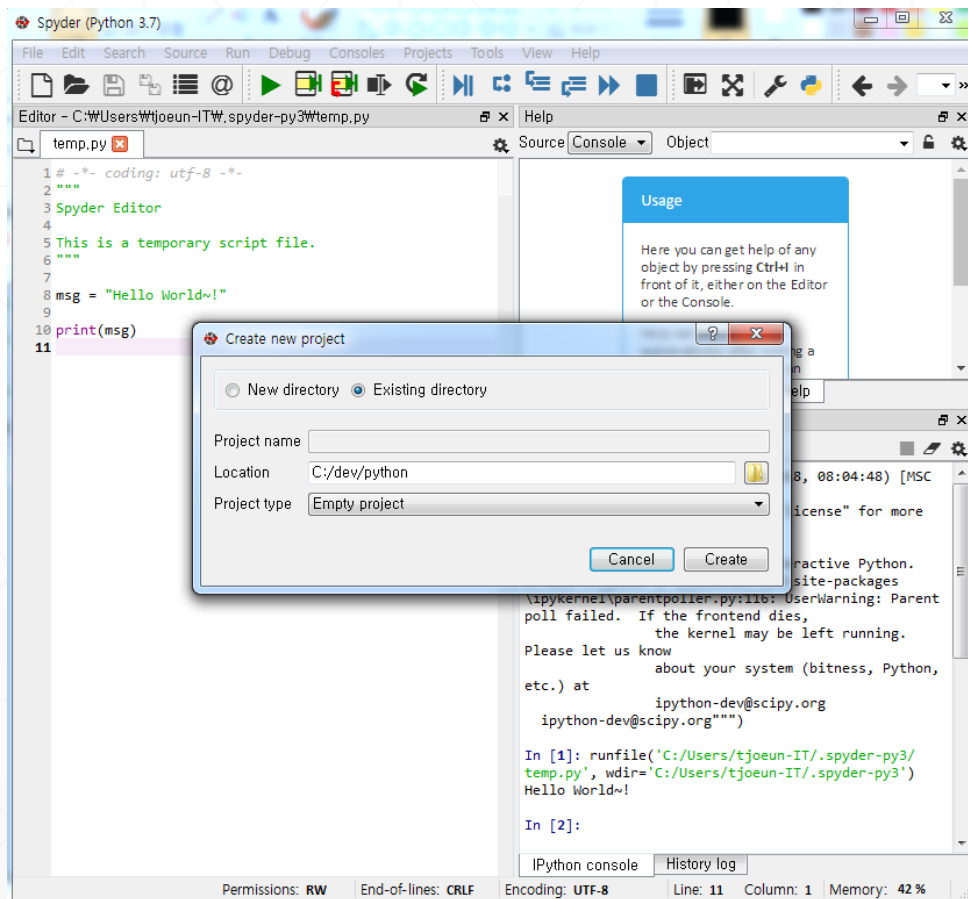 Spyder (Python 3.7)
File Edit Search Source Run Debug Consoles Projects Tools View Help
Editor - C:₩Users₩tjoeun-IT₩.spyder-py3₩temp.py
temp.py
1 # -*- coding: utf-8 -*-
2 """
3 Spyder Editor
4
5 This is a temporary script file.
6 """
7
8 msg = "Hello World~!"
9
10 print(msg)
11
Help
Source Console Object
Usage
Here you can get help of any
object by pressing Ctrl+I in
front of it, either on the Editor
or the Console.
Create new project
New directory Existing directory
Project name
Location C:/dev/python
Project type Empty project
Cancel Create
elp
8, 08:04:48) [MSC
icense" for more
ractive Python.
site-packages
\ipykernel\parentpoller.py:116: UserWarning: Parent
poll failed. If the frontend dies,
the kernel may be left running.
Please let us know
about your system (bitness, Python,
etc.) at
ipython-dev@scipy.org
ipython-dev@scipy.org""")
In [1]: runfile('C:/Users/tjoeun-IT/.spyder-py3/
temp.py', wdir='C:/Users/tjoeun-IT/.spyder-py3')
Hello World~!
In [2]:
IPython console History log
Permissions: RW End-of-lines: CRLF Encoding: UTF-8 Line: 11 Column: 1 Memory: 42 %